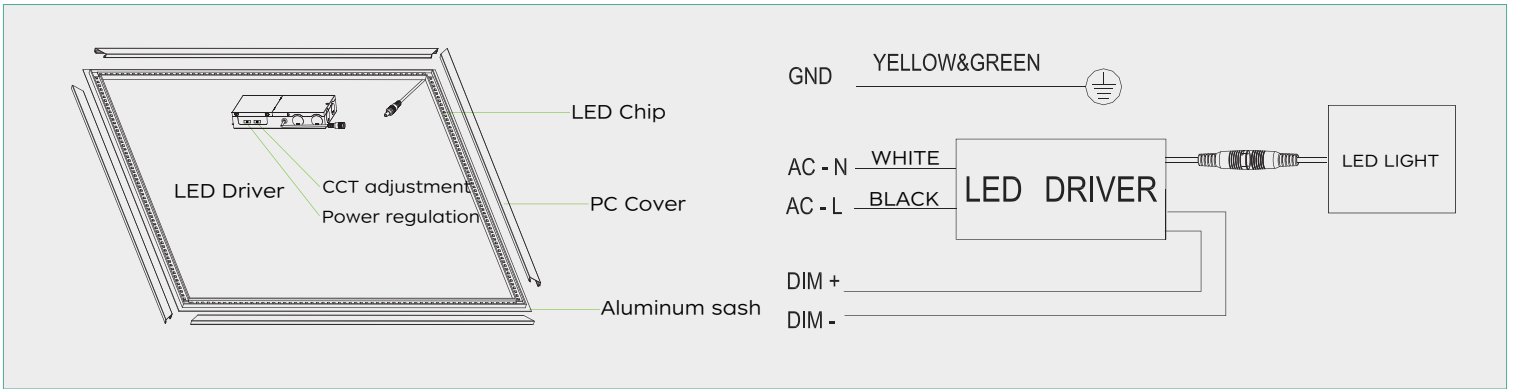 LED Chip
LED Driver
CCT adjustment
Power regulation
PC Cover
Aluminum sash
GND
YELLOW&GREEN
AC - N
WHITE
AC - L
BLACK
LED DRIVER
LED LIGHT
DIM +
DIM -